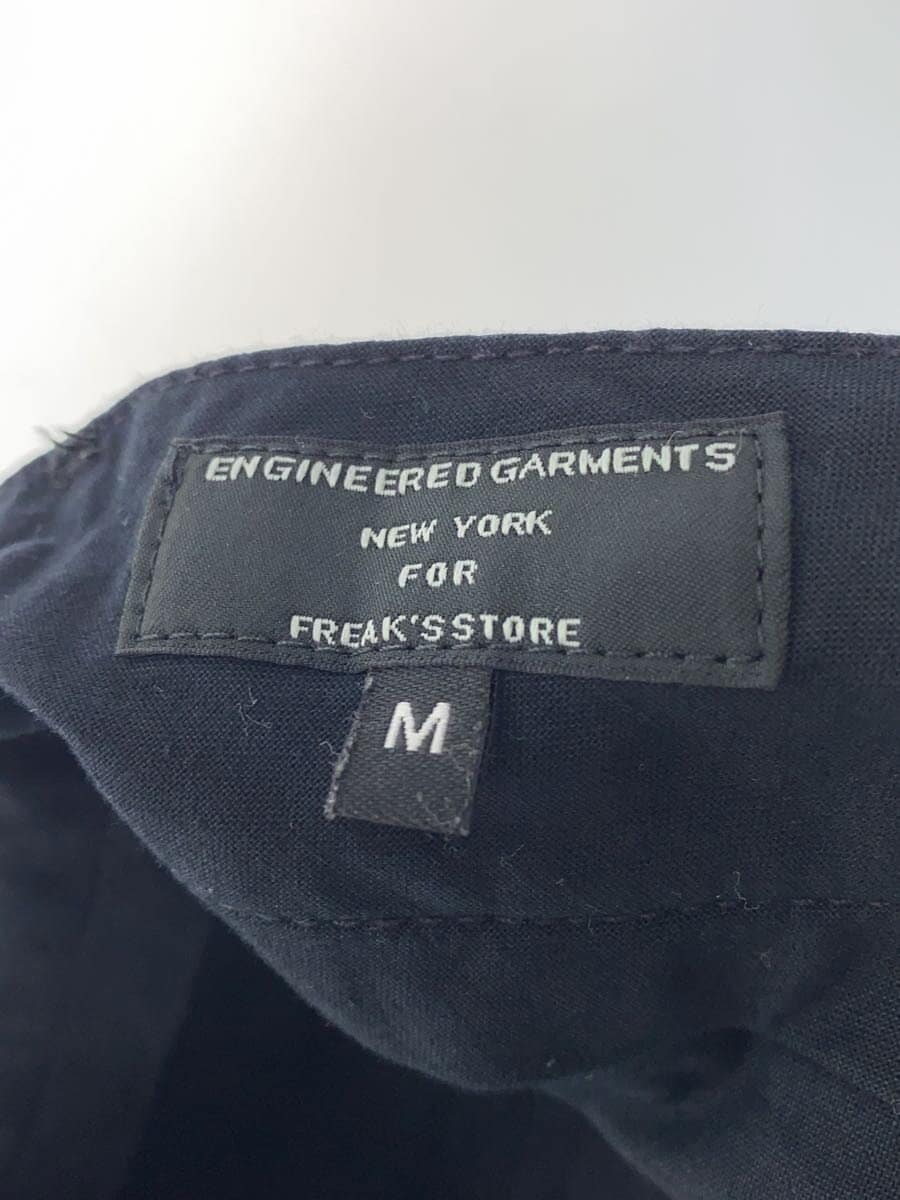 ENGINEERED GARMENTS
NEW YORK
FOR
FREAK'S STORE
M